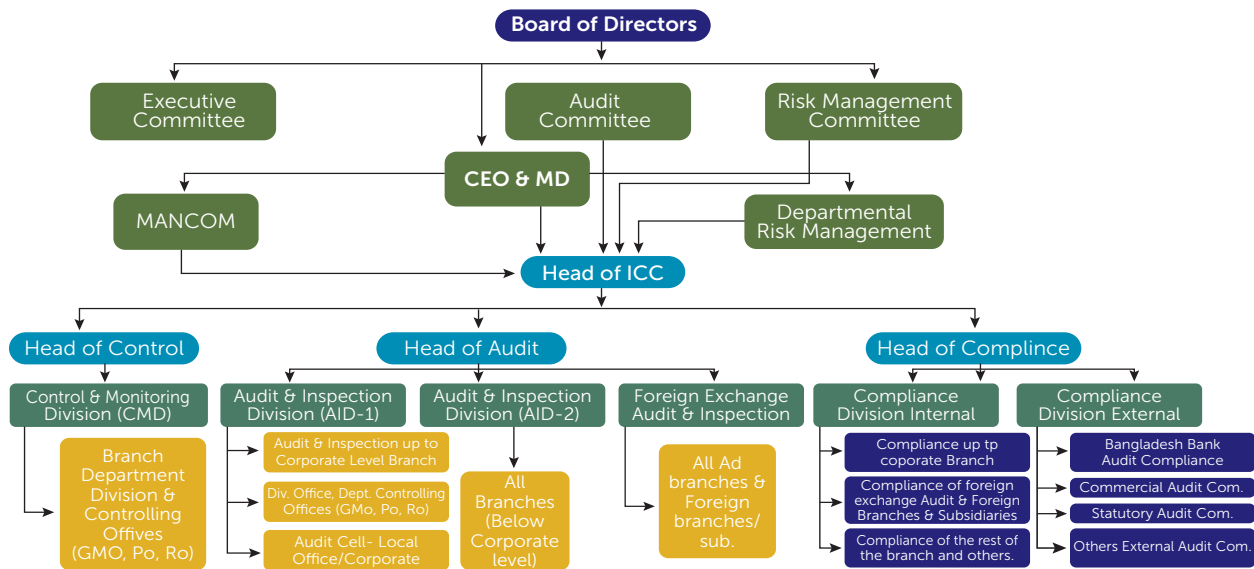 Board of Directors
Executive
Committee
Audit
Committee
Risk Management
Committee
CEO & MD
MANCOM
Departmental
Risk Management
Head of ICC
Head of Control
Head of Audit
Head of Complince
Control & Monitoring
Division (CMD)
Audit & Inspection
Division (AID-1)
Audit & Inspection
Division (AID-2)
Foreign Exchange
Audit & Inspection
Compliance
Division Internal
Compliance
Division External
Branch
Department
Division &
Controlling
Offives
(GMO, Po, Ro)
Audit & Inspection up to
Corporate Level Branch
Div. Office, Dept. Controlling
Offices (GMo, Po, Ro)
Audit Cell- Local
Office/Corporate
All
Branches
(Below
Corporate
level)
All Ad
branches &
Foreign
branches/
sub.
Compliance up tp
coporate Branch
Compliance of foreign
exchange Audit & Foreign
Branches & Subsidiaries
Compliance of the rest of
the branch and others.
Bangladesh Bank
Audit Compliance
Commercial Audit Com.
Statutory Audit Com.
Others External Audit Com.